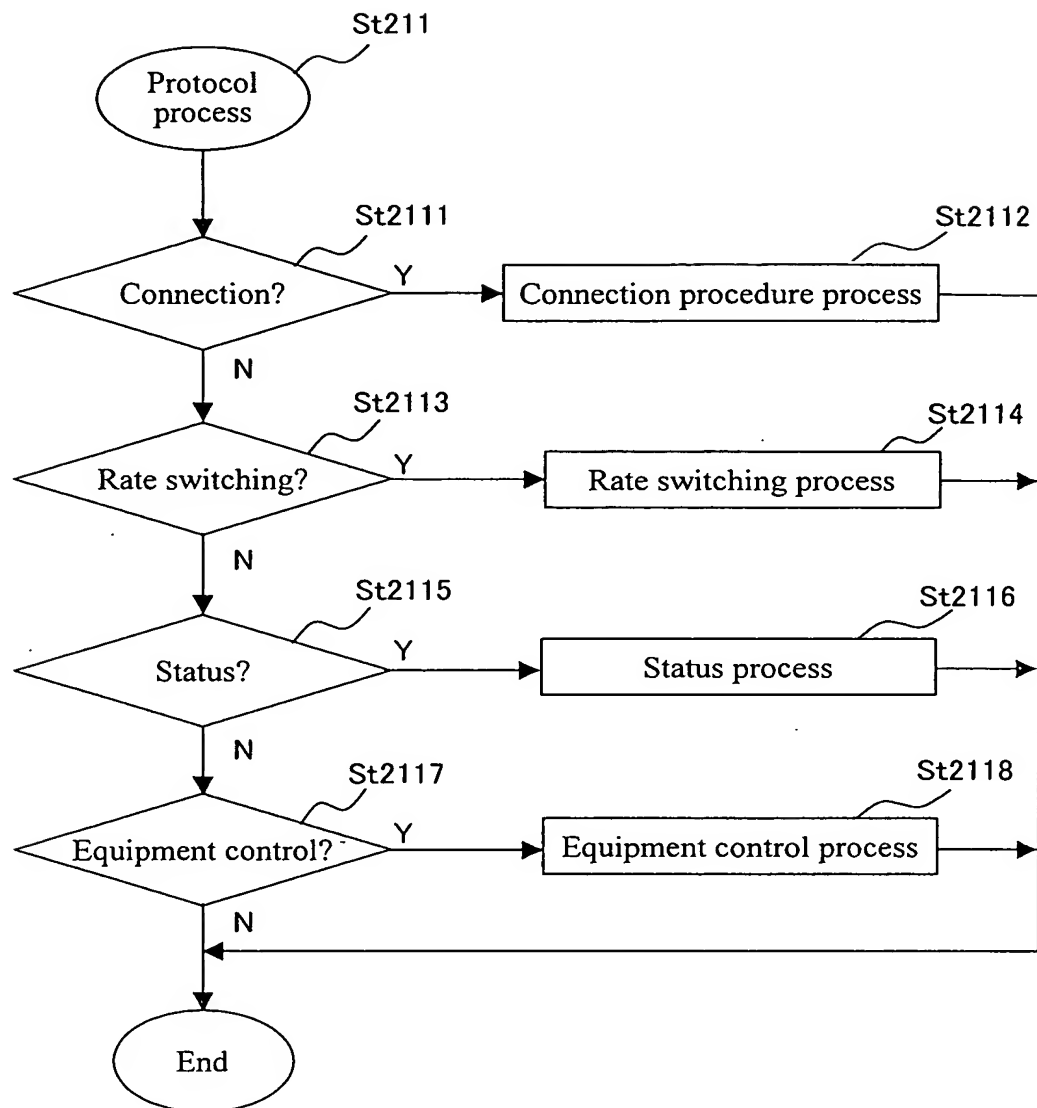 St211
Protocol
process
St2111
St2112
Connection?
Y
Connection procedure process
N
St2113
St2114
Rate switching?
Y
Rate switching process
N
St2115
St2116
Status?
Y
Status process
N
St2117
St2118
Equipment control?
Y
Equipment control process
N
End